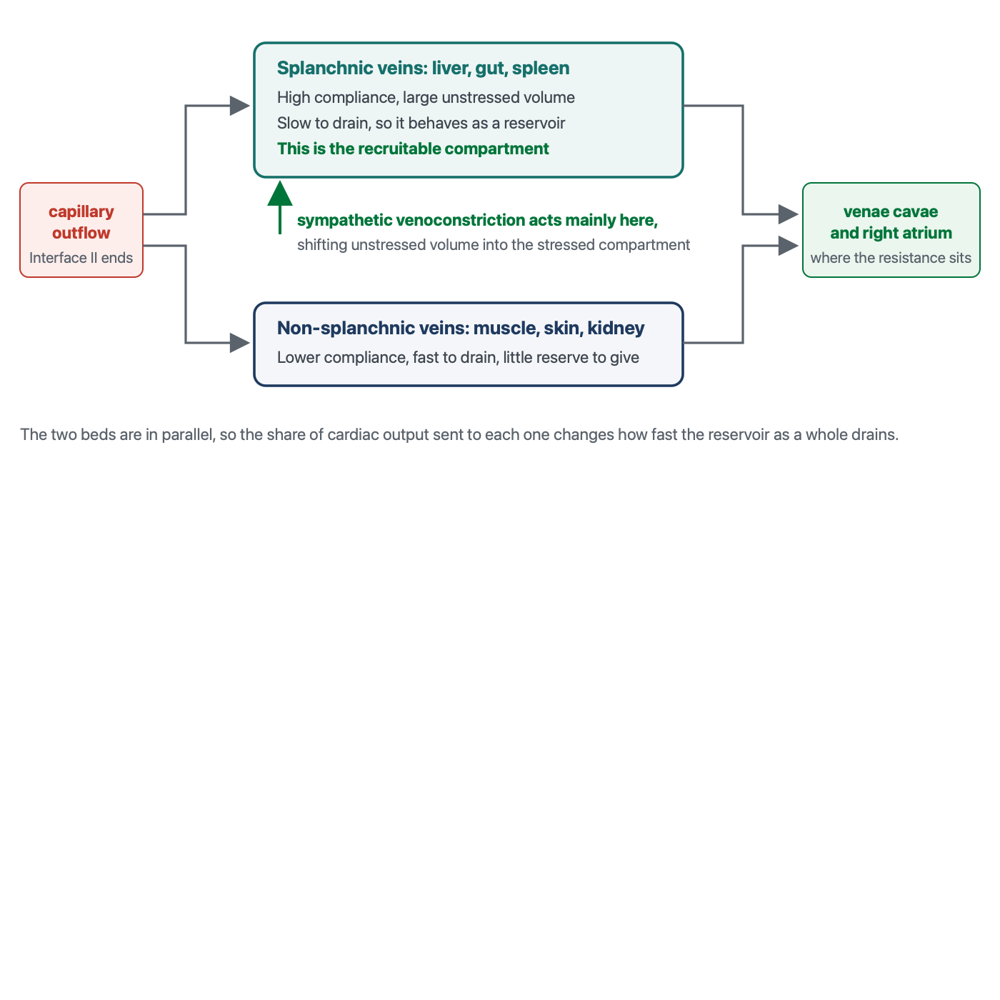 Splanchnic veins: liver, gut, spleen
High compliance, large unstressed volume
Slow to drain, so it behaves as a reservoir
This is the recruitable compartment
capillary
outflow
Interface II ends
sympathetic venoconstriction acts mainly here,
shifting unstressed volume into the stressed compartment
venae cavae
and right atrium
where the resistance sits
Non-splanchnic veins: muscle, skin, kidney
Lower compliance, fast to drain, little reserve to give
The two beds are in parallel, so the share of cardiac output sent to each one changes how fast the reservoir as a whole drains.